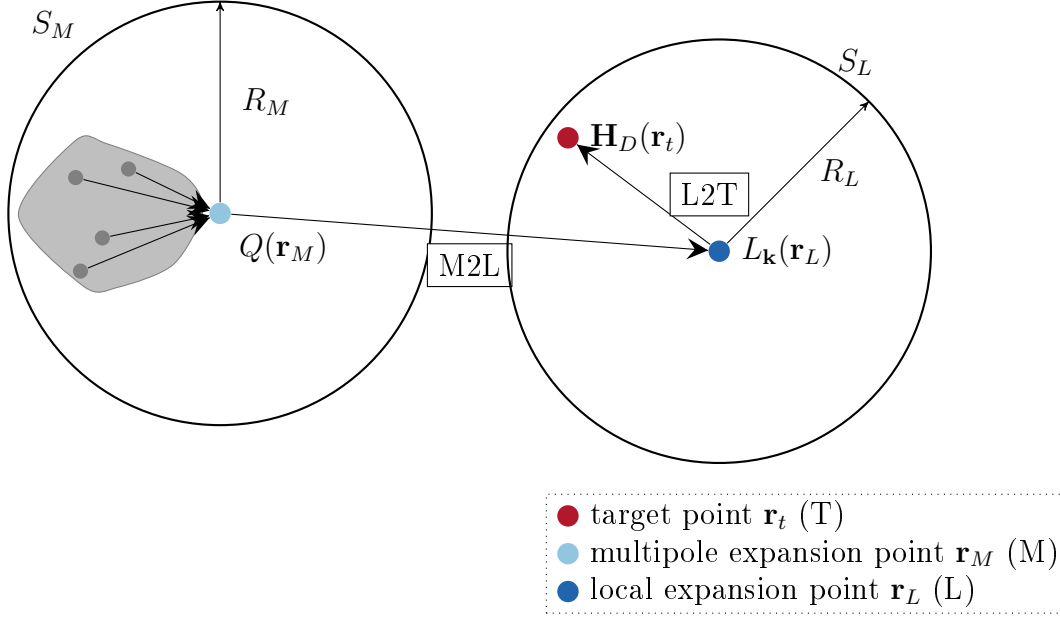 S_M
S_L
R_M
H_D(r_t)
R_L
L2T
Q(r_M)
L_k(r_L)
M2L
target point r_t (T)
multipole expansion point r_M (M)
local expansion point r_L (L)